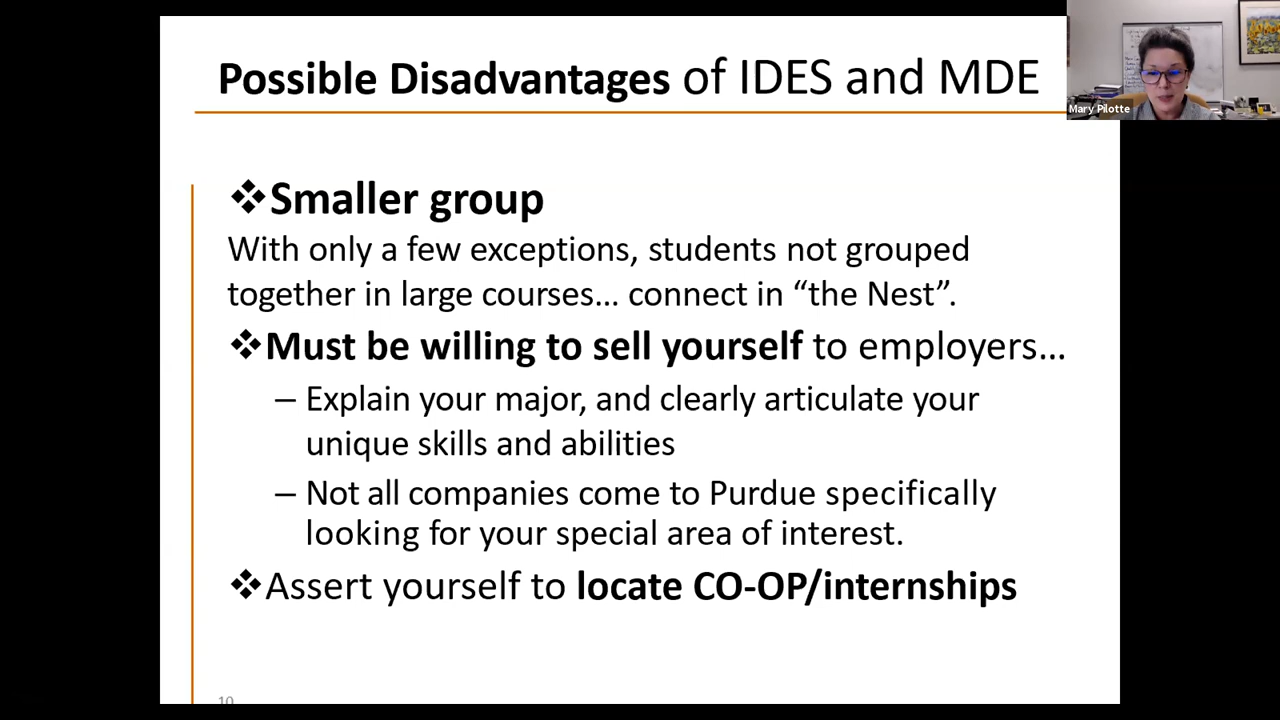 Possible Disadvantages of IDES and MDE
Mary Pilotte
❖Smaller group
With only a few exceptions, students not grouped
together in large courses… connect in “the Nest”.
❖Must be willing to sell yourself to employers…
– Explain your major, and clearly articulate your
unique skills and abilities
– Not all companies come to Purdue specifically
looking for your special area of interest.
❖Assert yourself to locate CO-OP/internships
10